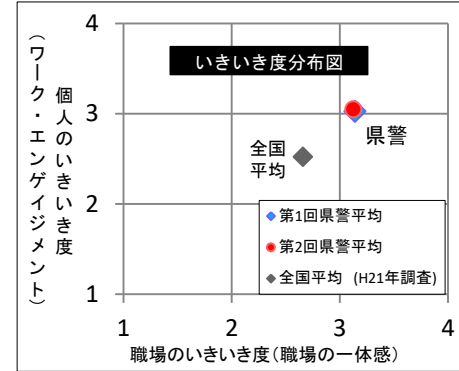 いきいき度分布図
4
3
2
1
個人のいきいき度
（ワーク・エンゲイジメント）
県警
全国
平均
第1回県警平均
第2回県警平均
全国平均 (H21年調査)
1 2 3 4
職場のいきいき度(職場の一体感)